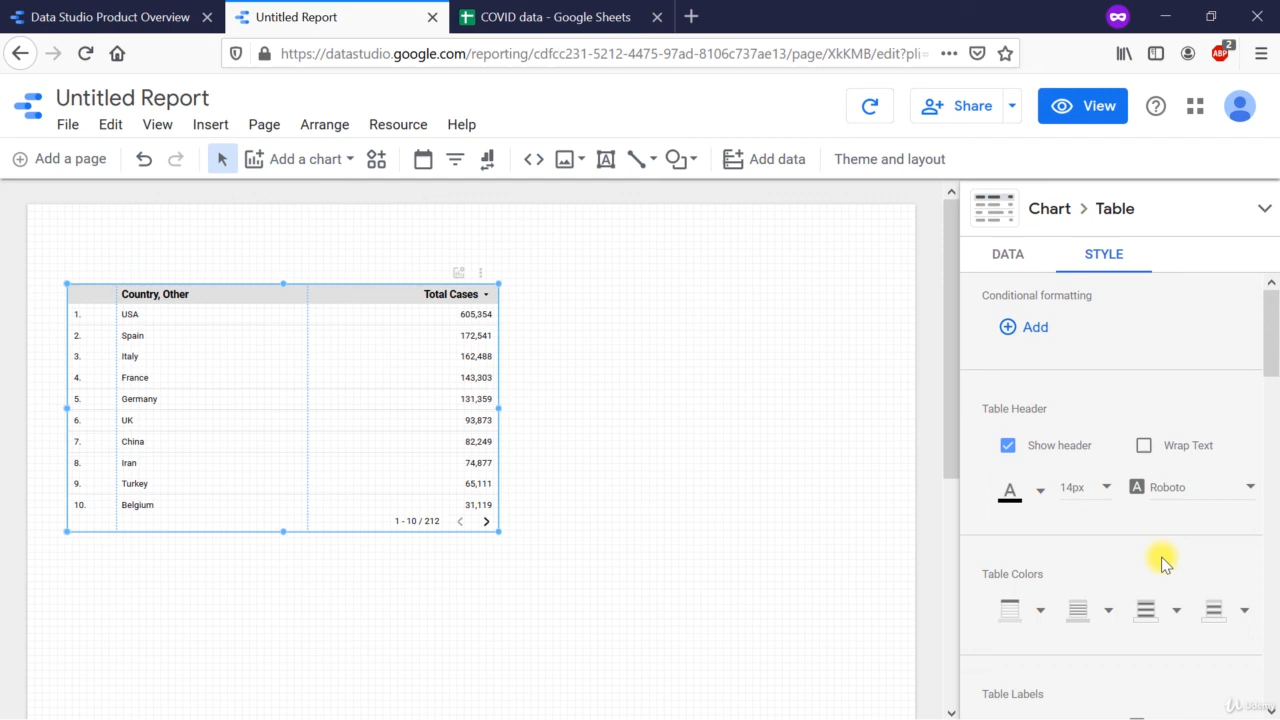 Data Studio Product Overview
Untitled Report
COVID data - Google Sheets
https://datastudio.google.com/reporting/cdfcc231-5212-4475-97ad-8106c737ae13/page/XkKMB/edit?pli=
ABP
2
Untitled Report
Share
View
File Edit View Insert Page Arrange Resource Help
Add a page
Add a chart
Add data
Theme and layout
Chart > Table
DATA STYLE
Conditional formatting
Add
Table Header
Show header
Wrap Text
14px
Roboto
Table Colors
Table Labels
Country, Other Total Cases
1. USA 605,354
2. Spain 172,541
3. Italy 162,488
4. France 143,303
5. Germany 131,359
6. UK 93,873
7. China 82,249
8. Iran 74,877
9. Turkey 65,111
10. Belgium 31,119
1 - 10 / 212
Udemy